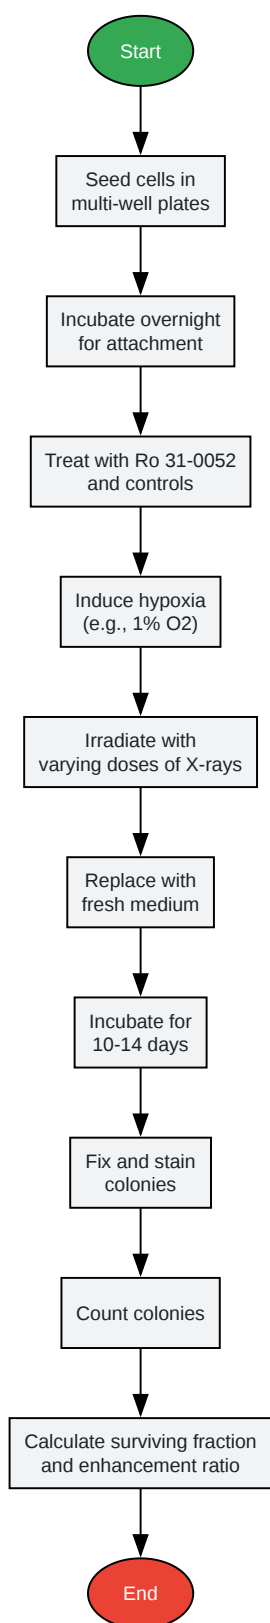 Start
Seed cells in
multi-well plates
Incubate overnight
for attachment
Treat with Ro 31-0052
and controls
Induce hypoxia
(e.g., 1% O2)
Irradiate with
varying doses of X-rays
Replace with
fresh medium
Incubate for
10-14 days
Fix and stain
colonies
Count colonies
Calculate surviving fraction
and enhancement ratio
End